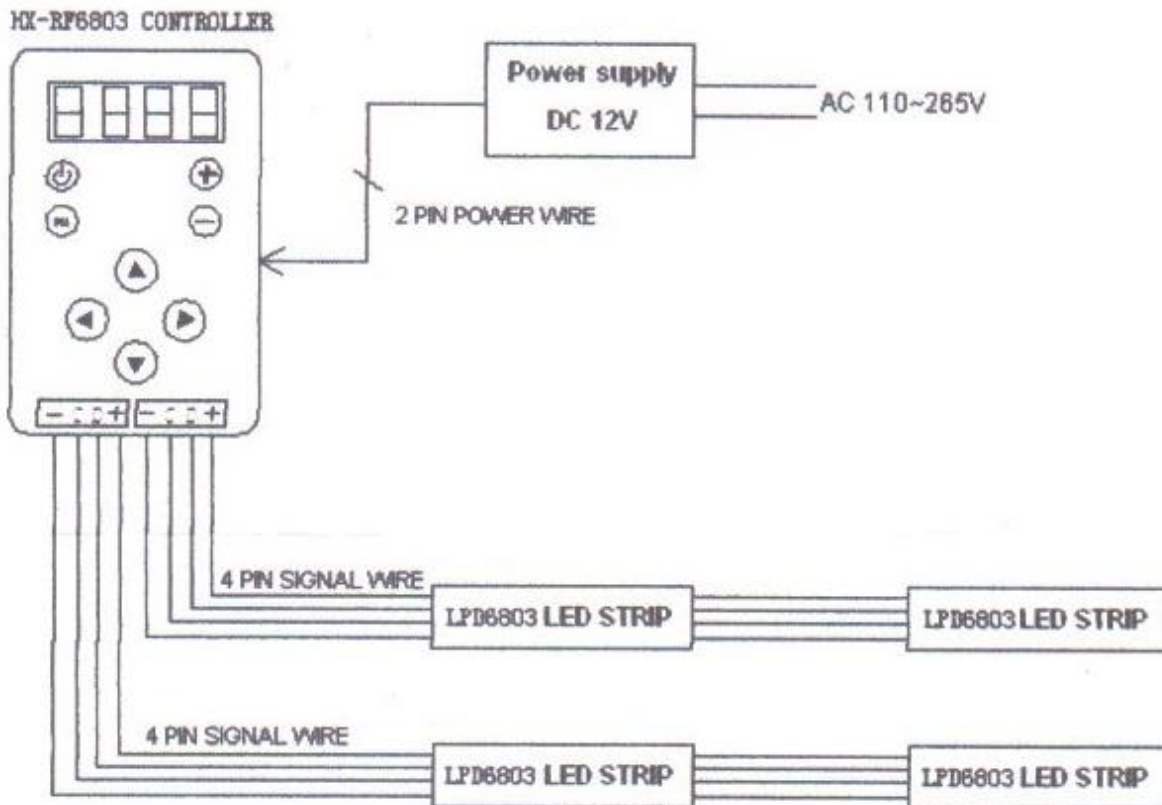 HX-RF6803 CONTROLLER
Power supply
DC 12V
AC 110~265V
2 PIN POWER WIRE
- C D + - C D +
4 PIN SIGNAL WIRE
LPD6803 LED STRIP
LPD6803 LED STRIP
4 PIN SIGNAL WIRE
LPD6803 LED STRIP
LPD6803 LED STRIP